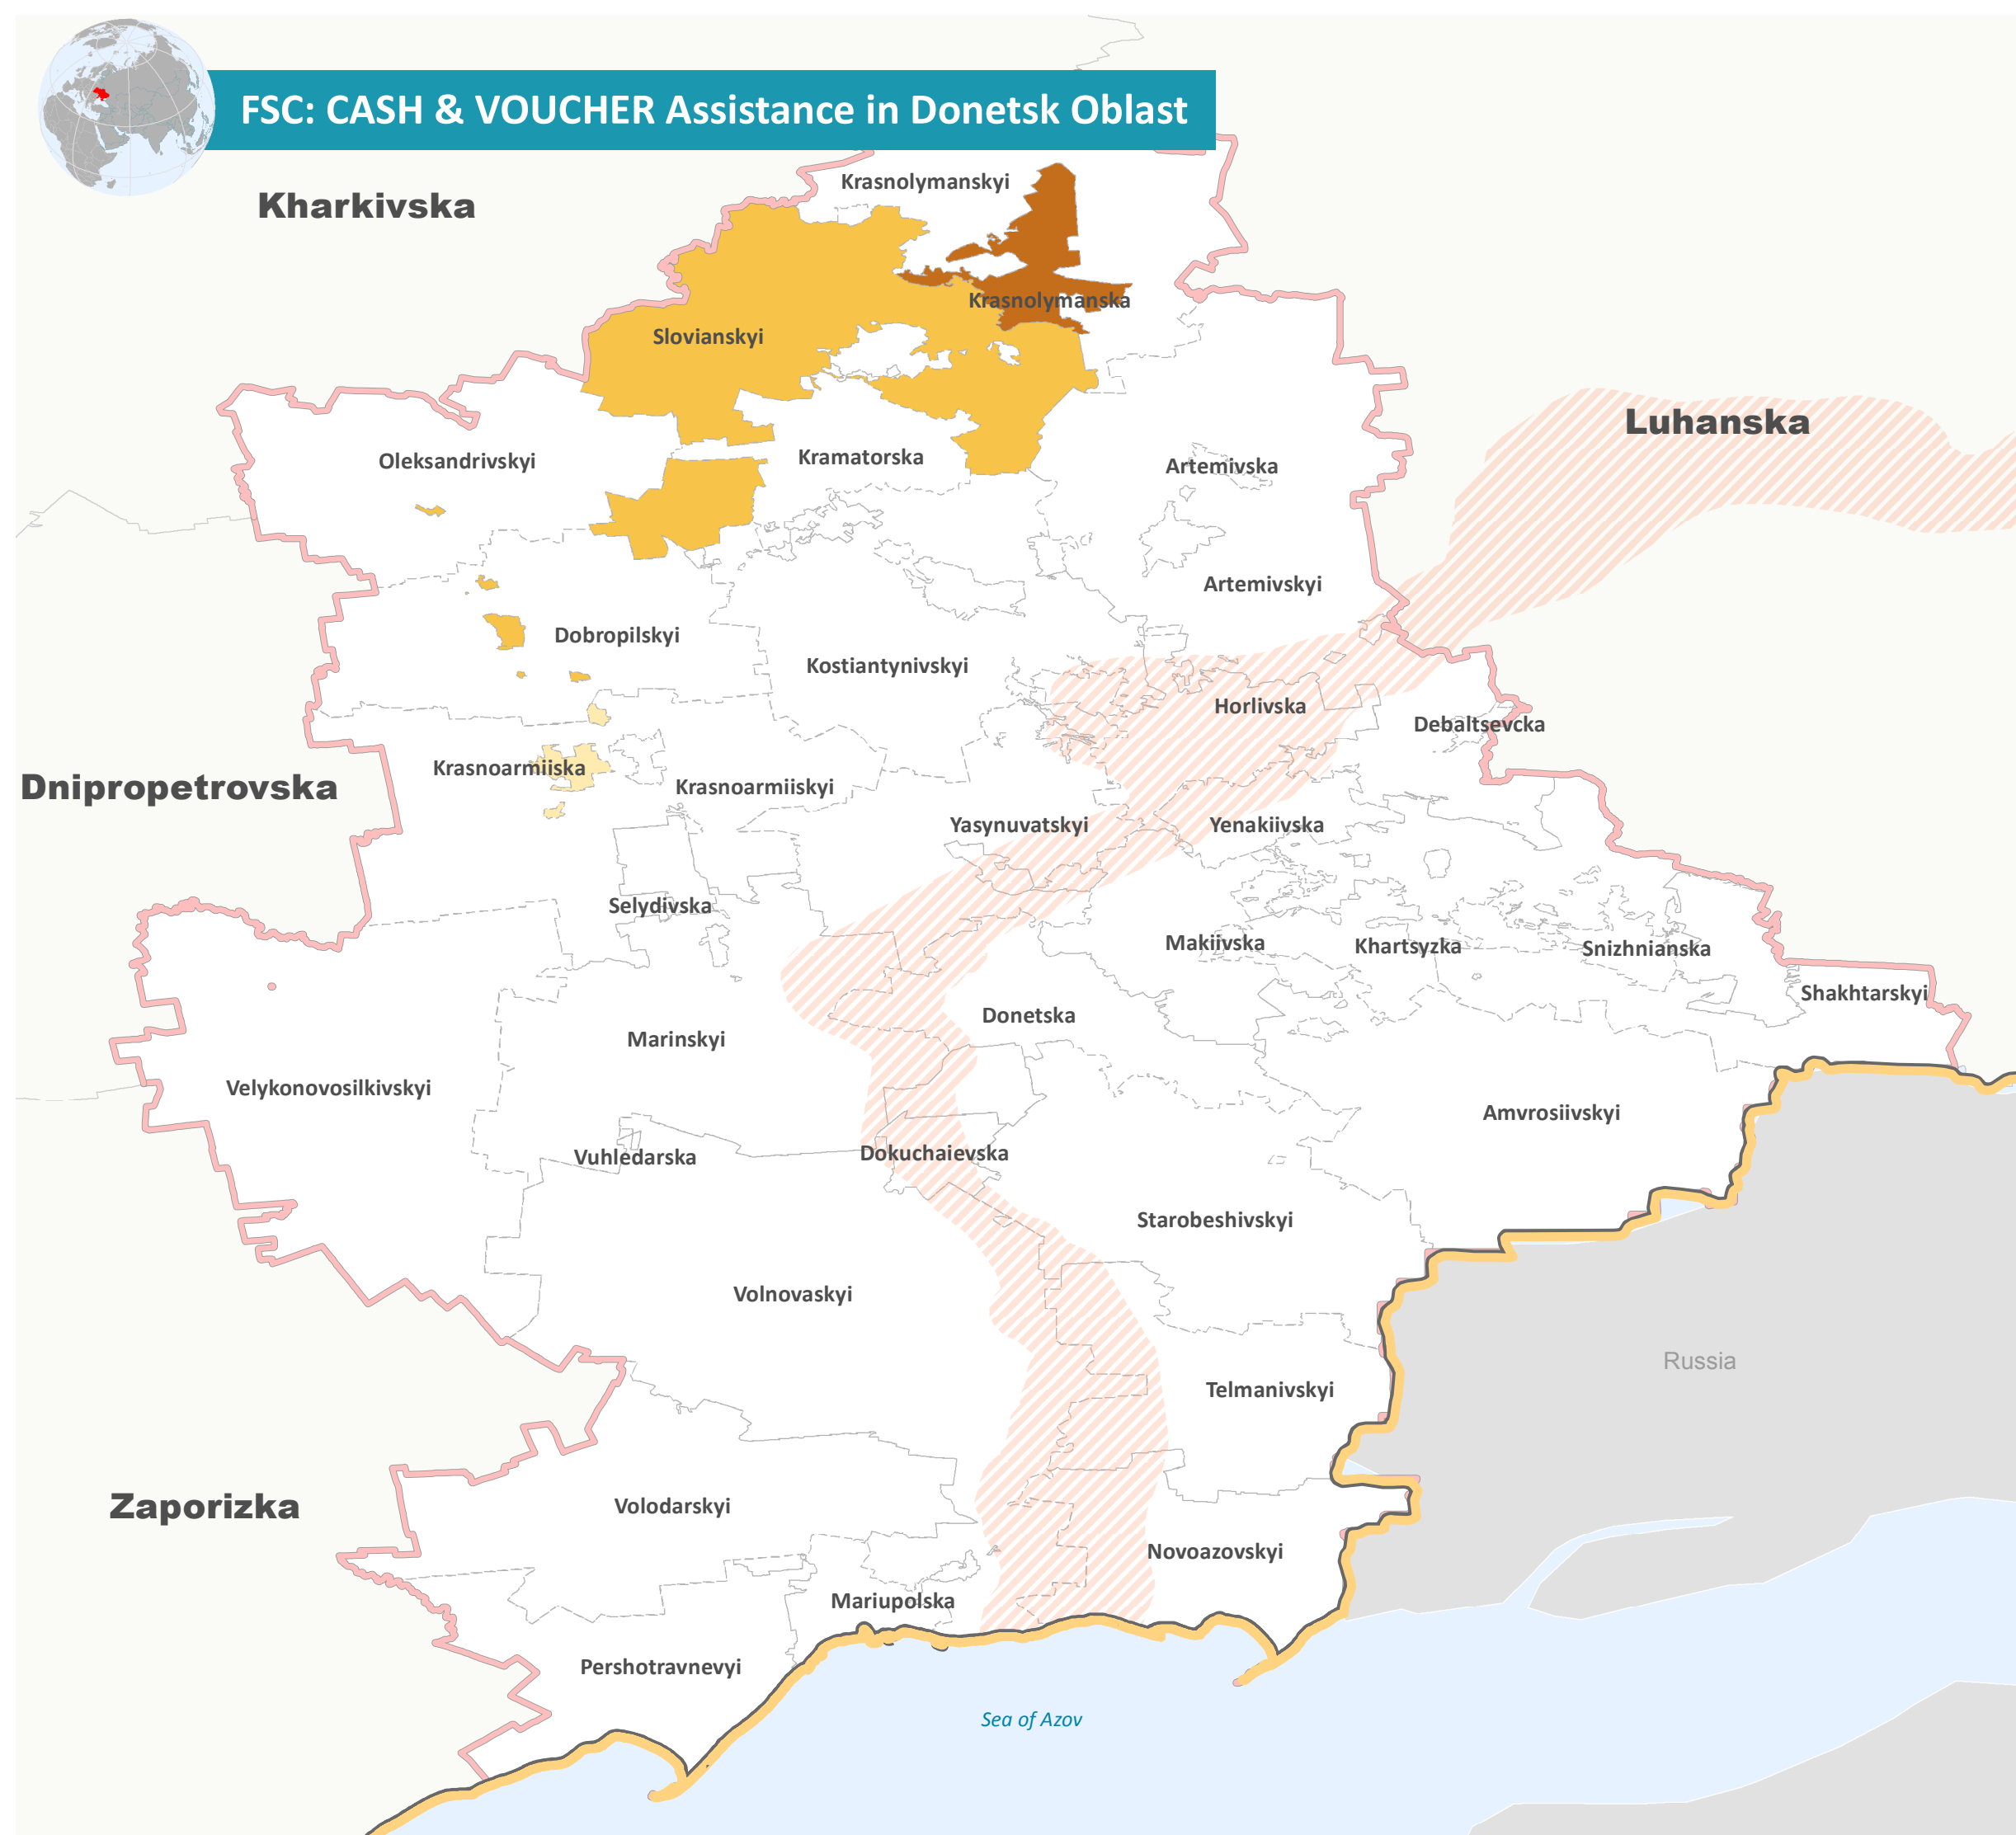 FSC: CASH & VOUCHER Assistance in Donetsk Oblast
Krasnolymanskyi
Kharkivska
Krasnolymanska
Slovianskyi
Luhanska
Oleksandrivskyi
Kramatorska
Artemivska
Artemivskyi
Dobropilskyi
Kostiantynivskyi
Horlivska
Debaltsevcka
Krasnoarmiiska
Dnipropetrovska
Krasnoarmiiskyi
Yasynuvatskyi
Yenakiivska
Selydivska
Makiivska
Khartsyzka
Snizhnianska
Shakhtarskyi
Donetska
Marinskyi
Velykonovosilkivskyi
Amvrosiivskyi
Vuhledarska
Dokuchaievska
Starobeshivskyi
Volnovaskyi
Russia
Telmanivskyi
Zaporizka
Volodarskyi
Novoazovskyi
Mariupolska
Pershotravnevyi
Sea of Azov